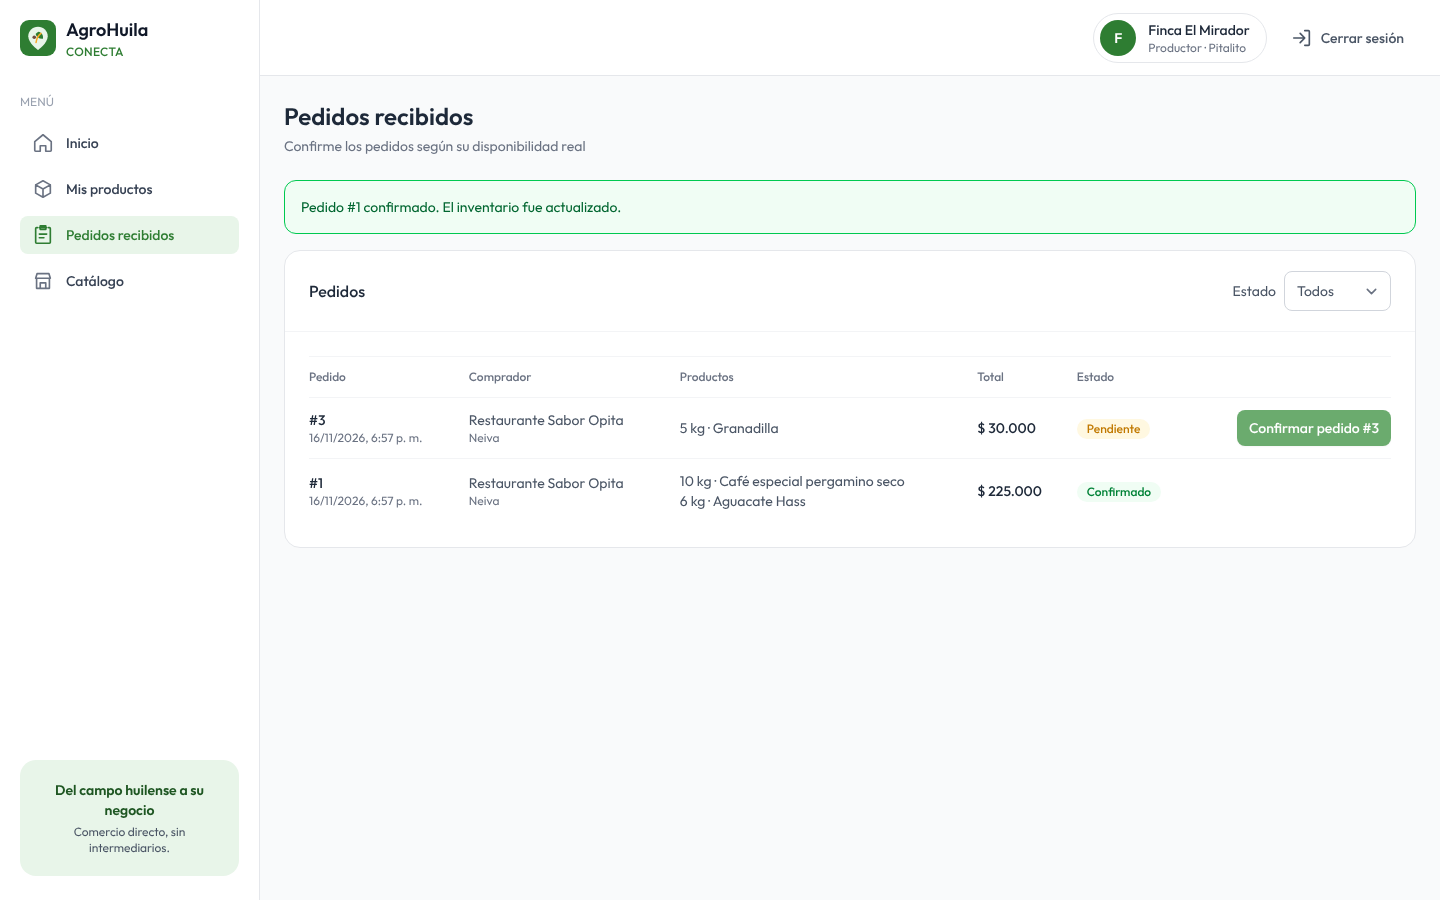 AgroHuila
CONECTA
MENÚ
Inicio
Mis productos
Pedidos recibidos
Catálogo
Del campo huilense a su
negocio
Comercio directo, sin
intermediarios.
F
Finca El Mirador
Productor · Pitalito
Cerrar sesión
Pedidos recibidos
Confirme los pedidos según su disponibilidad real
Pedido #1 confirmado. El inventario fue actualizado.
Pedidos
Estado Todos
Pedido Comprador Productos Total Estado
#3 Restaurante Sabor Opita 5 kg · Granadilla $ 30.000 Pendiente Confirmar pedido #3
16/11/2026, 6:57 p. m. Neiva
#1 Restaurante Sabor Opita 10 kg · Café especial pergamino seco $ 225.000 Confirmado
16/11/2026, 6:57 p. m. Neiva 6 kg · Aguacate Hass